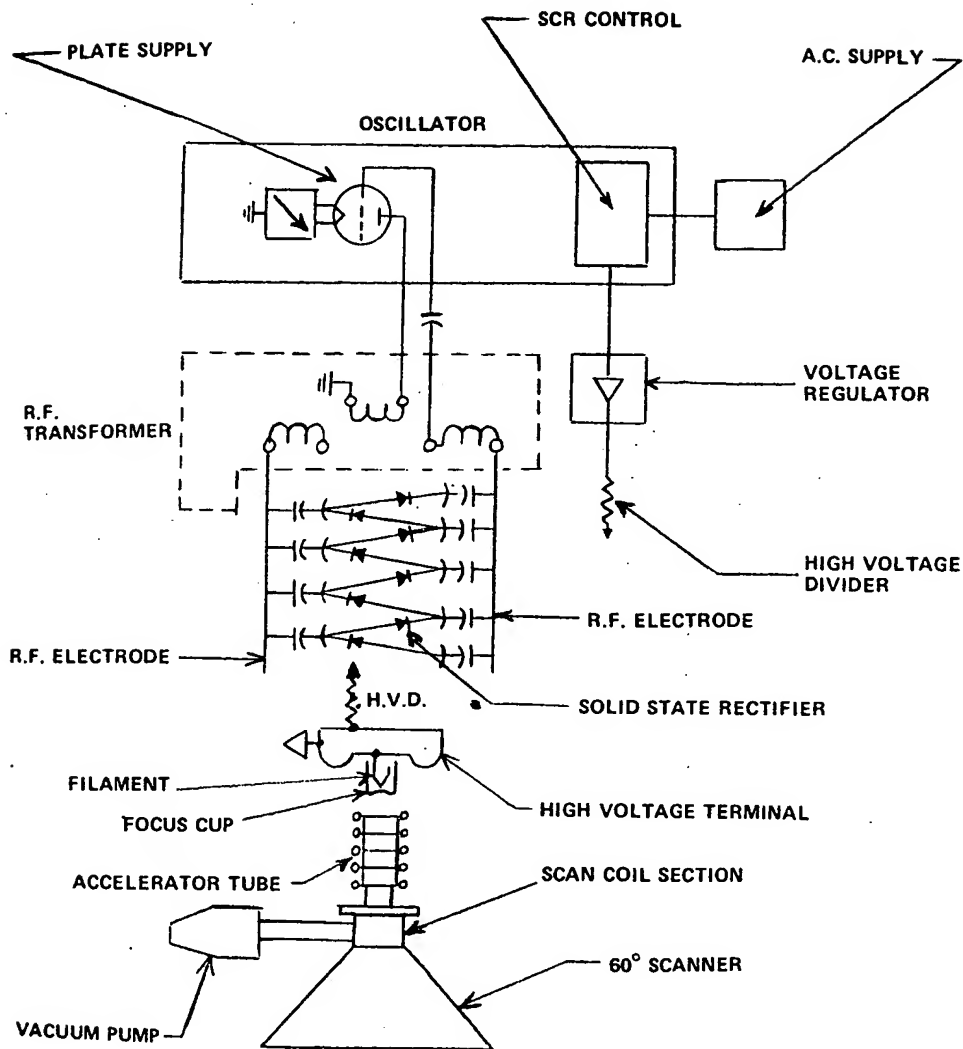 SCR CONTROL
PLATE SUPPLY
A.C. SUPPLY
OSCILLATOR
VOLTAGE
REGULATOR
R.F.
TRANSFORMER
HIGH VOLTAGE
DIVIDER
R.F. ELECTRODE
R.F. ELECTRODE
H.V.D.
SOLID STATE RECTIFIER
FILAMENT
HIGH VOLTAGE TERMINAL
FOCUS CUP
ACCELERATOR TUBE
SCAN COIL SECTION
60° SCANNER
VACUUM PUMP